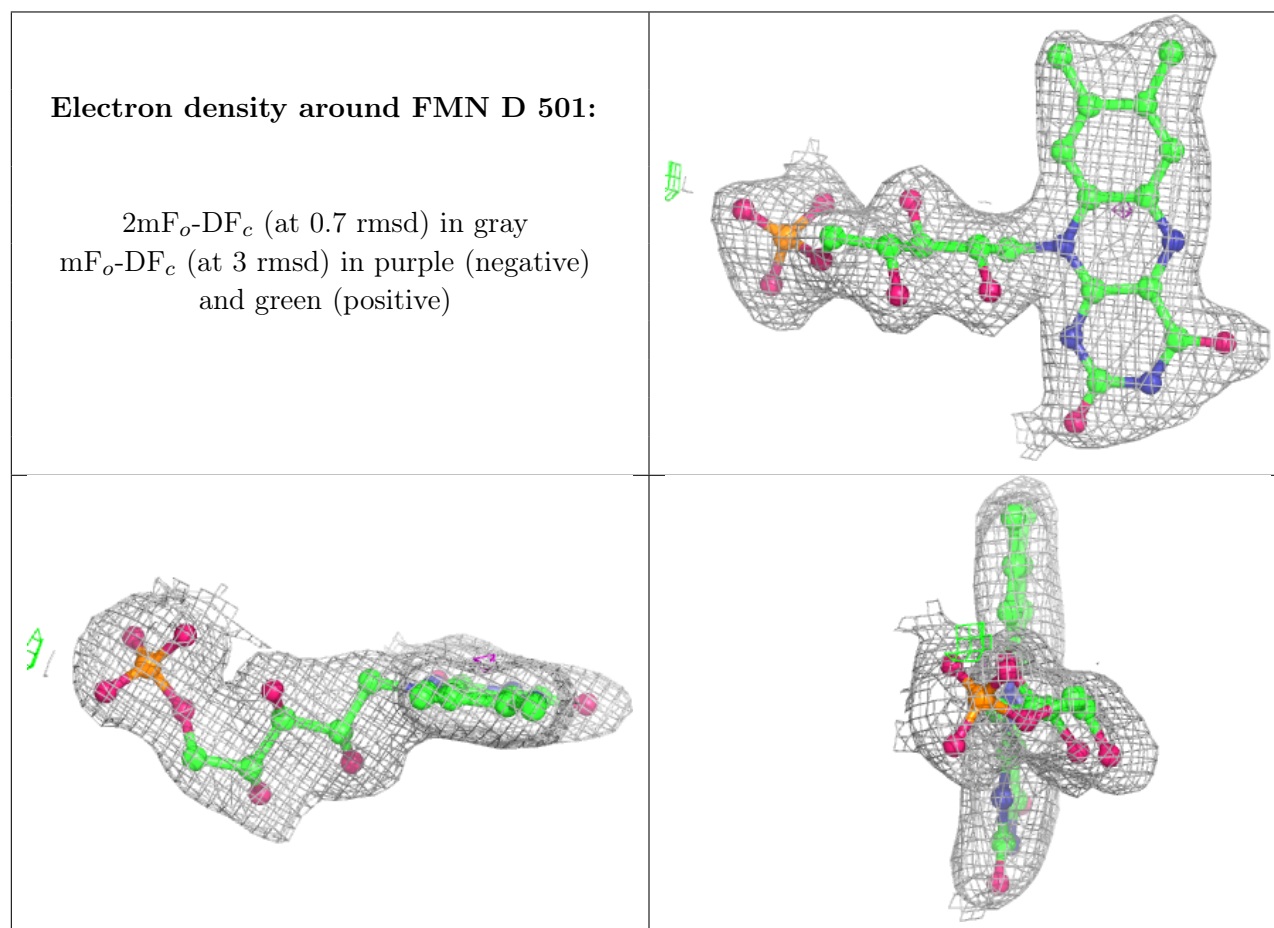 Electron density around FMN D 501:
2mFo-DFc (at 0.7 rmsd) in gray
mFo-DFc (at 3 rmsd) in purple (negative)
and green (positive)